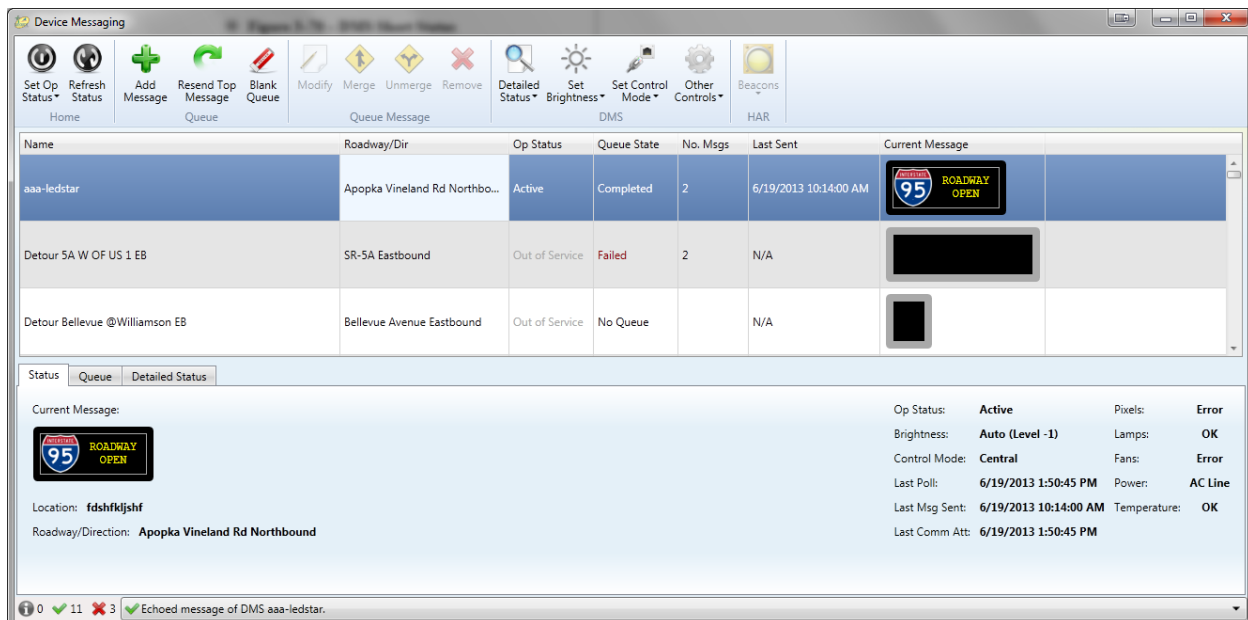 Device Messaging
Set Op Status
Refresh Status
Home
Add Message
Resend Top Message
Blank Queue
Queue
Modify
Merge
Unmerge
Remove
Queue Message
Detailed Status
Set Brightness
Set Control Mode
Other Controls
DMS
Beacons
HAR
Name Roadway/Dir Op Status Queue State No. Msgs Last Sent Current Message
aaa-ledstar Apopka Vineland Rd Northbo... Active Completed 2 6/19/2013 10:14:00 AM
INTERSTATE
95
ROADWAY
OPEN
Detour 5A W OF US 1 EB SR-5A Eastbound Out of Service Failed 2 N/A
Detour Bellevue @Williamson EB Bellevue Avenue Eastbound Out of Service No Queue N/A
Status Queue Detailed Status
Current Message:
INTERSTATE
95
ROADWAY
OPEN
Location: fdshfkljshf
Roadway/Direction: Apopka Vineland Rd Northbound
Op Status: Active Pixels: Error
Brightness: Auto (Level -1) Lamps: OK
Control Mode: Central Fans: Error
Last Poll: 6/19/2013 1:50:45 PM Power: AC Line
Last Msg Sent: 6/19/2013 10:14:00 AM Temperature: OK
Last Comm Att: 6/19/2013 1:50:45 PM
0 11 3 Echoed message of DMS aaa-ledstar.